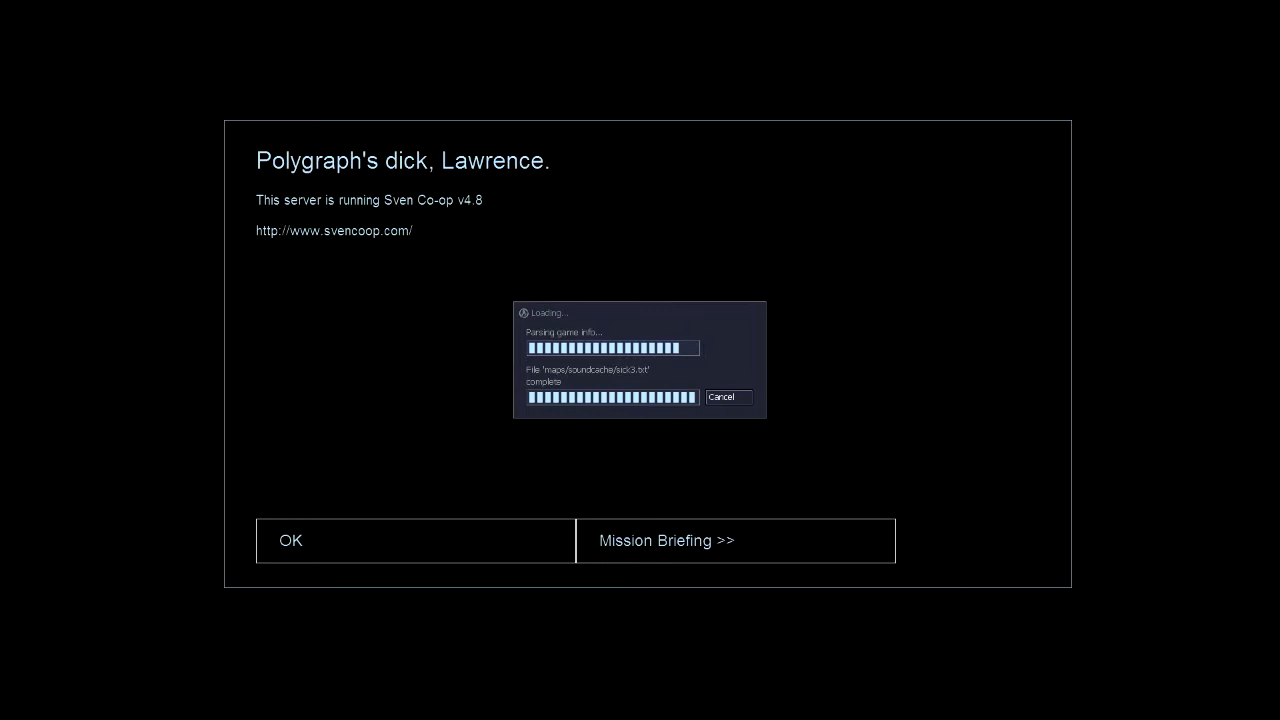 Polygraph's dick, Lawrence.
This server is running Sven Co-op v4.8
http://www.svencoop.com/
Loading...
Parsing game info...
File 'maps/soundcache/sick3.txt'
complete
Cancel
OK
Mission Briefing >>